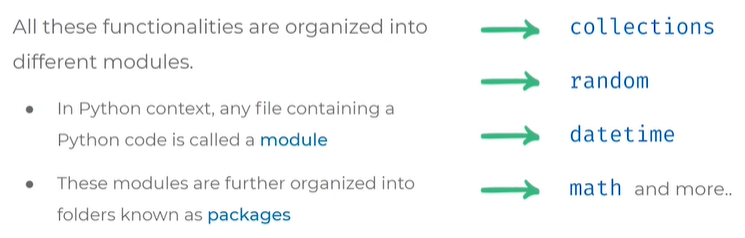 All these functionalities are organized into
different modules.
• In Python context, any file containing a
Python code is called a module
• These modules are further organized into
folders known as packages
collections
random
datetime
math and more..